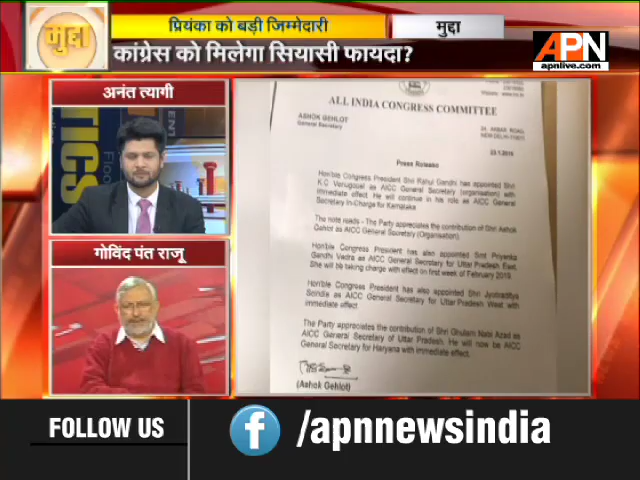 मुद्दा
प्रियंका को बड़ी जिम्मेदारी
मुद्दा
कांग्रेस को मिलेगा सियासी फायदा?
APN
apnlive.com
अनंत त्यागी
गोविंद पंत राजू
ALL INDIA CONGRESS COMMITTEE
ASHOK GEHLOT
General Secretary
24, AKBAR ROAD,
NEW DELHI
23.1.2019
Press Release
Hon'ble Congress President Shri Rahul Gandhi has appointed Shri
K.C. Venugopal as AICC General Secretary (organisation) with
immediate effect. He will continue in his role as AICC General
Secretary In-Charge for Karnataka
The note reads - The Party appreciates the contribution of Shri Ashok
Gehlot as AICC General Secretary (Organisation).
Hon'ble Congress President has also appointed Smt Priyanka
Gandhi Vadra as AICC General Secretary for Uttar Pradesh East.
She will be taking charge with effect in first week of February 2019.
Hon'ble Congress President has also appointed Shri Jyotiraditya
Scindia as AICC General Secretary for Uttar Pradesh West with
immediate effect.
The Party appreciates the contribution of Shri Ghulam Nabi Azad as
AICC General Secretary of Uttar Pradesh. He will now be AICC
General Secretary for Haryana with immediate effect.
(Ashok Gehlot)
FOLLOW US
f /apnnewsindia